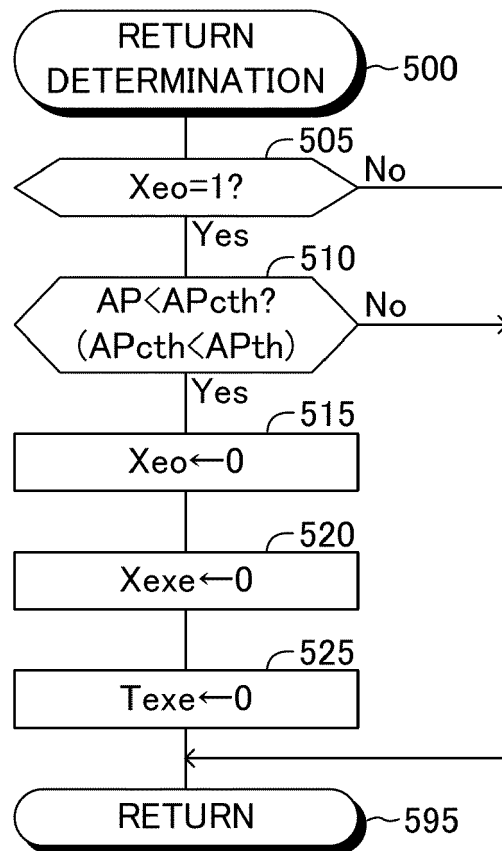 RETURN
DETERMINATION
500
505
Xeo=1?
No
Yes
510
AP<APcth?
(APcth<APth)
No
Yes
515
Xeo←0
520
Xexe←0
525
Texe←0
RETURN
595